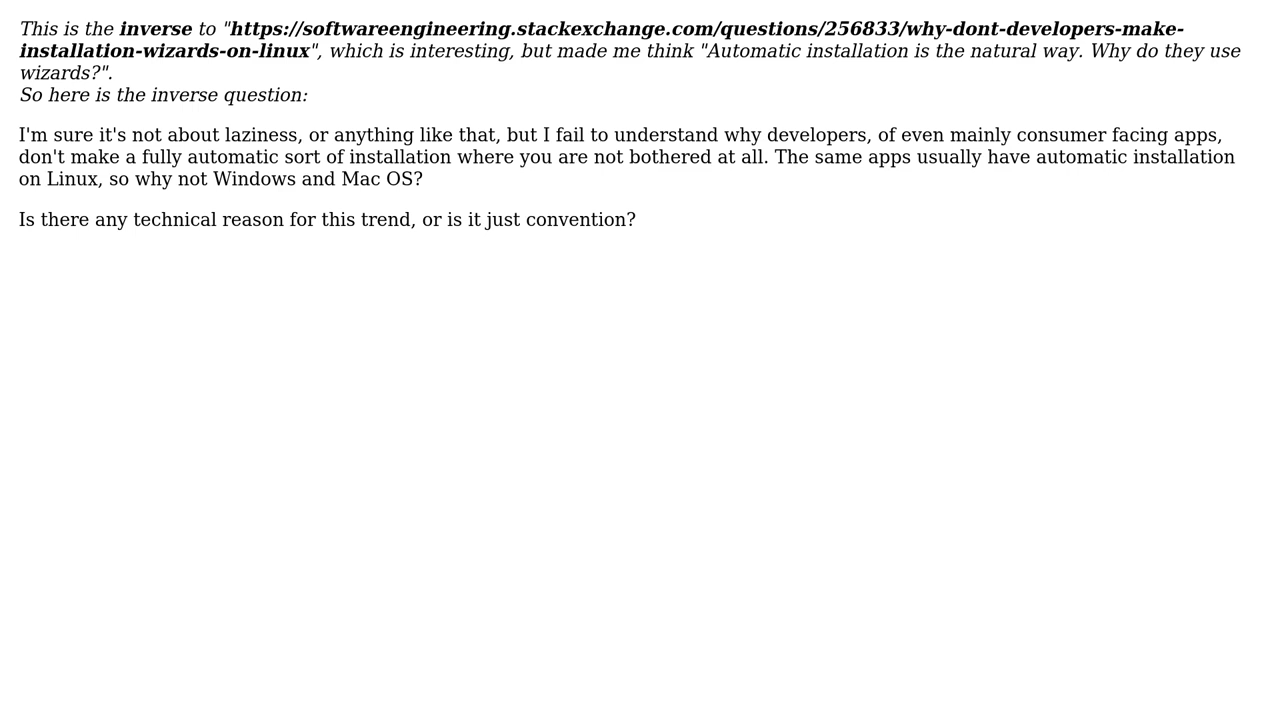 This is the inverse to "https://softwareengineering.stackexchange.com/questions/256833/why-dont-developers-make-
installation-wizards-on-linux", which is interesting, but made me think "Automatic installation is the natural way. Why do they use
wizards?".
So here is the inverse question:
I'm sure it's not about laziness, or anything like that, but I fail to understand why developers, of even mainly consumer facing apps,
don't make a fully automatic sort of installation where you are not bothered at all. The same apps usually have automatic installation
on Linux, so why not Windows and Mac OS?
Is there any technical reason for this trend, or is it just convention?